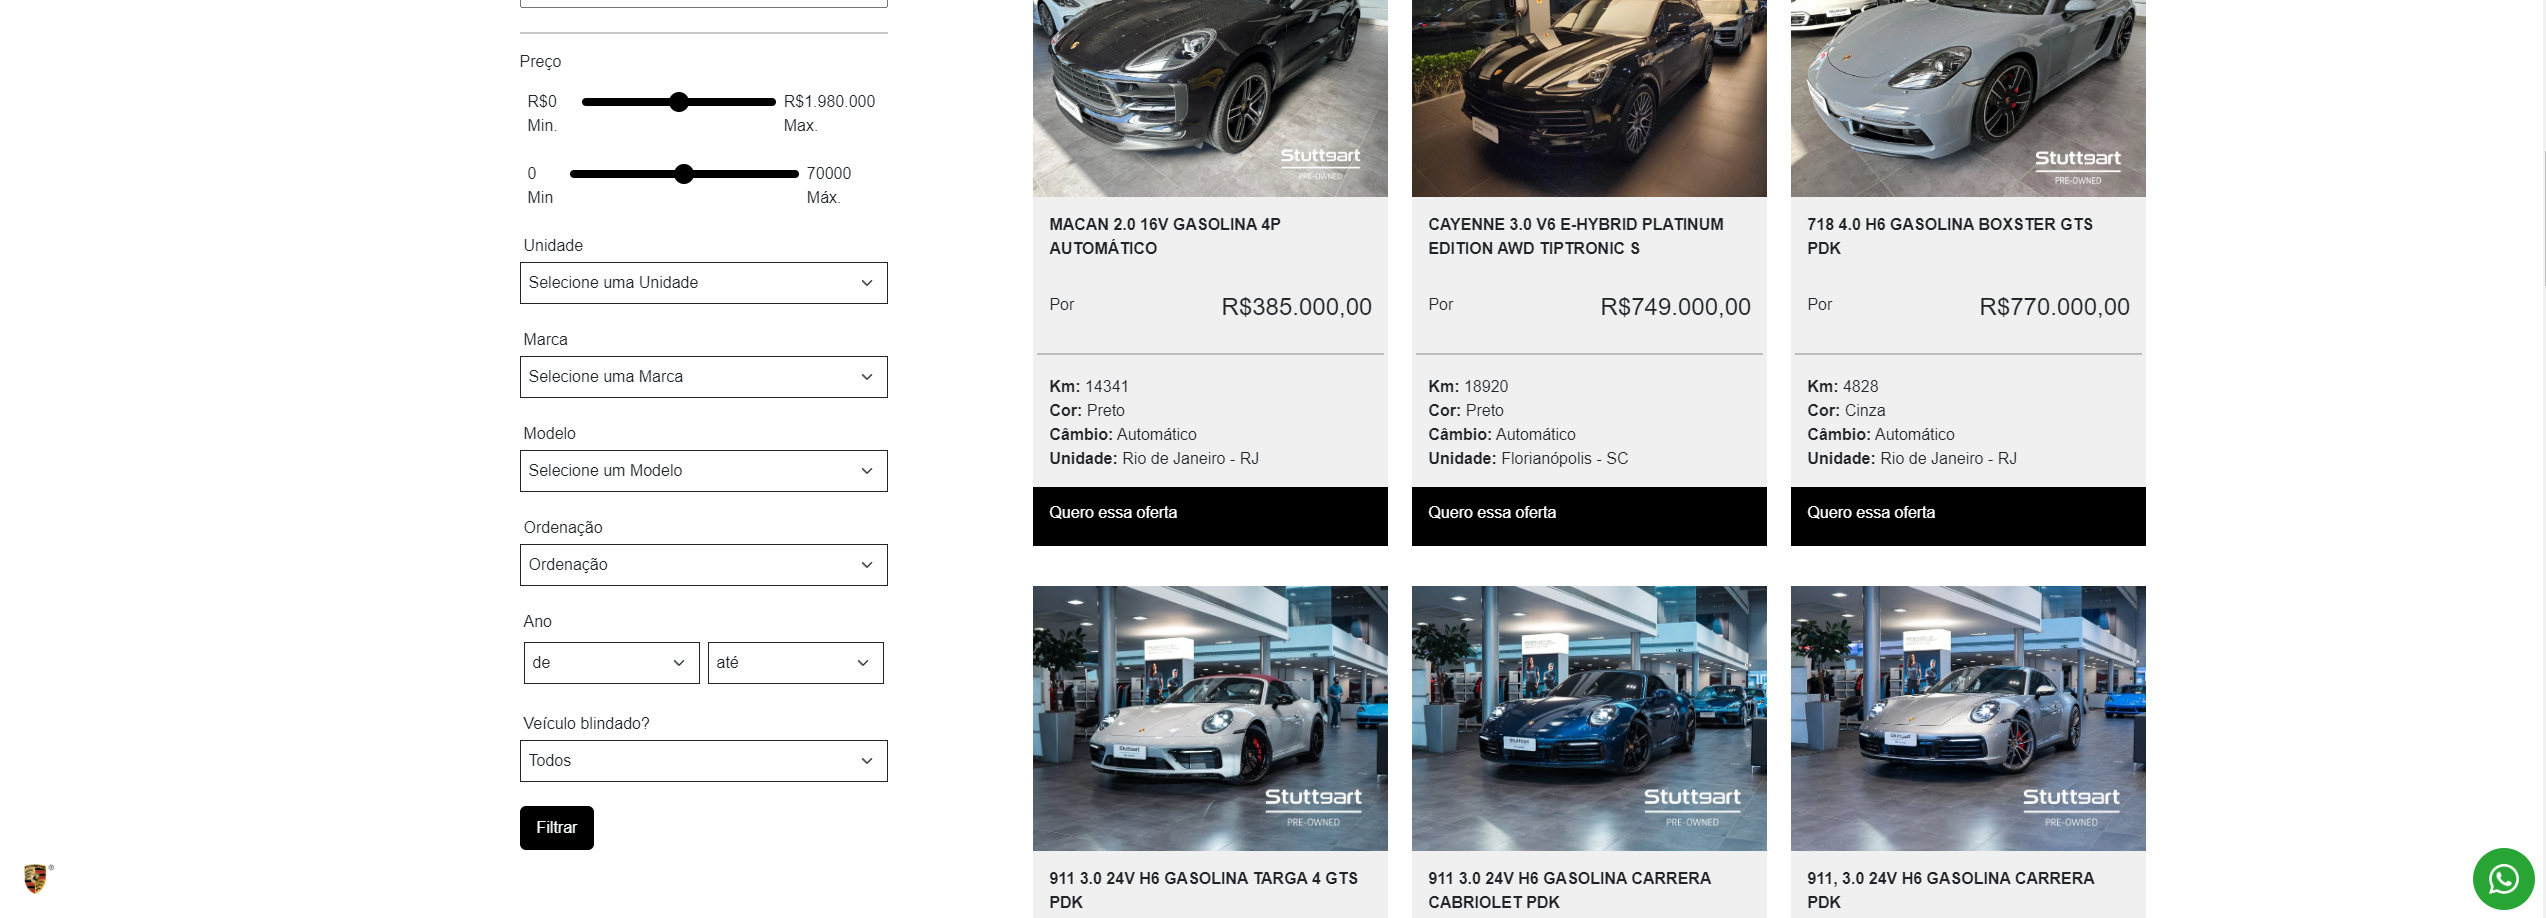 Preço
R$0
Min.
R$1.980.000
Max.
0
Min
70000
Máx.
Unidade
Selecione uma Unidade
Marca
Selecione uma Marca
Modelo
Selecione um Modelo
Ordenação
Ordenação
Ano
de
até
Veículo blindado?
Todos
Filtrar
Stuttgart
PRE-OWNED
MACAN 2.0 16V GASOLINA 4P
AUTOMÁTICO
Por
R$385.000,00
Km: 14341
Cor: Preto
Câmbio: Automático
Unidade: Rio de Janeiro - RJ
Quero essa oferta
CAYENNE 3.0 V6 E-HYBRID PLATINUM
EDITION AWD TIPTRONIC S
Por
R$749.000,00
Km: 18920
Cor: Preto
Câmbio: Automático
Unidade: Florianópolis - SC
Quero essa oferta
Stuttgart
PRE-OWNED
718 4.0 H6 GASOLINA BOXSTER GTS
PDK
Por
R$770.000,00
Km: 4828
Cor: Cinza
Câmbio: Automático
Unidade: Rio de Janeiro - RJ
Quero essa oferta
Stuttgart
Stuttgart
PRE-OWNED
911 3.0 24V H6 GASOLINA TARGA 4 GTS
PDK
Stuttgart
Stuttgart
PRE-OWNED
911 3.0 24V H6 GASOLINA CARRERA
CABRIOLET PDK
Stuttgart
Stuttgart
PRE-OWNED
911, 3.0 24V H6 GASOLINA CARRERA
PDK